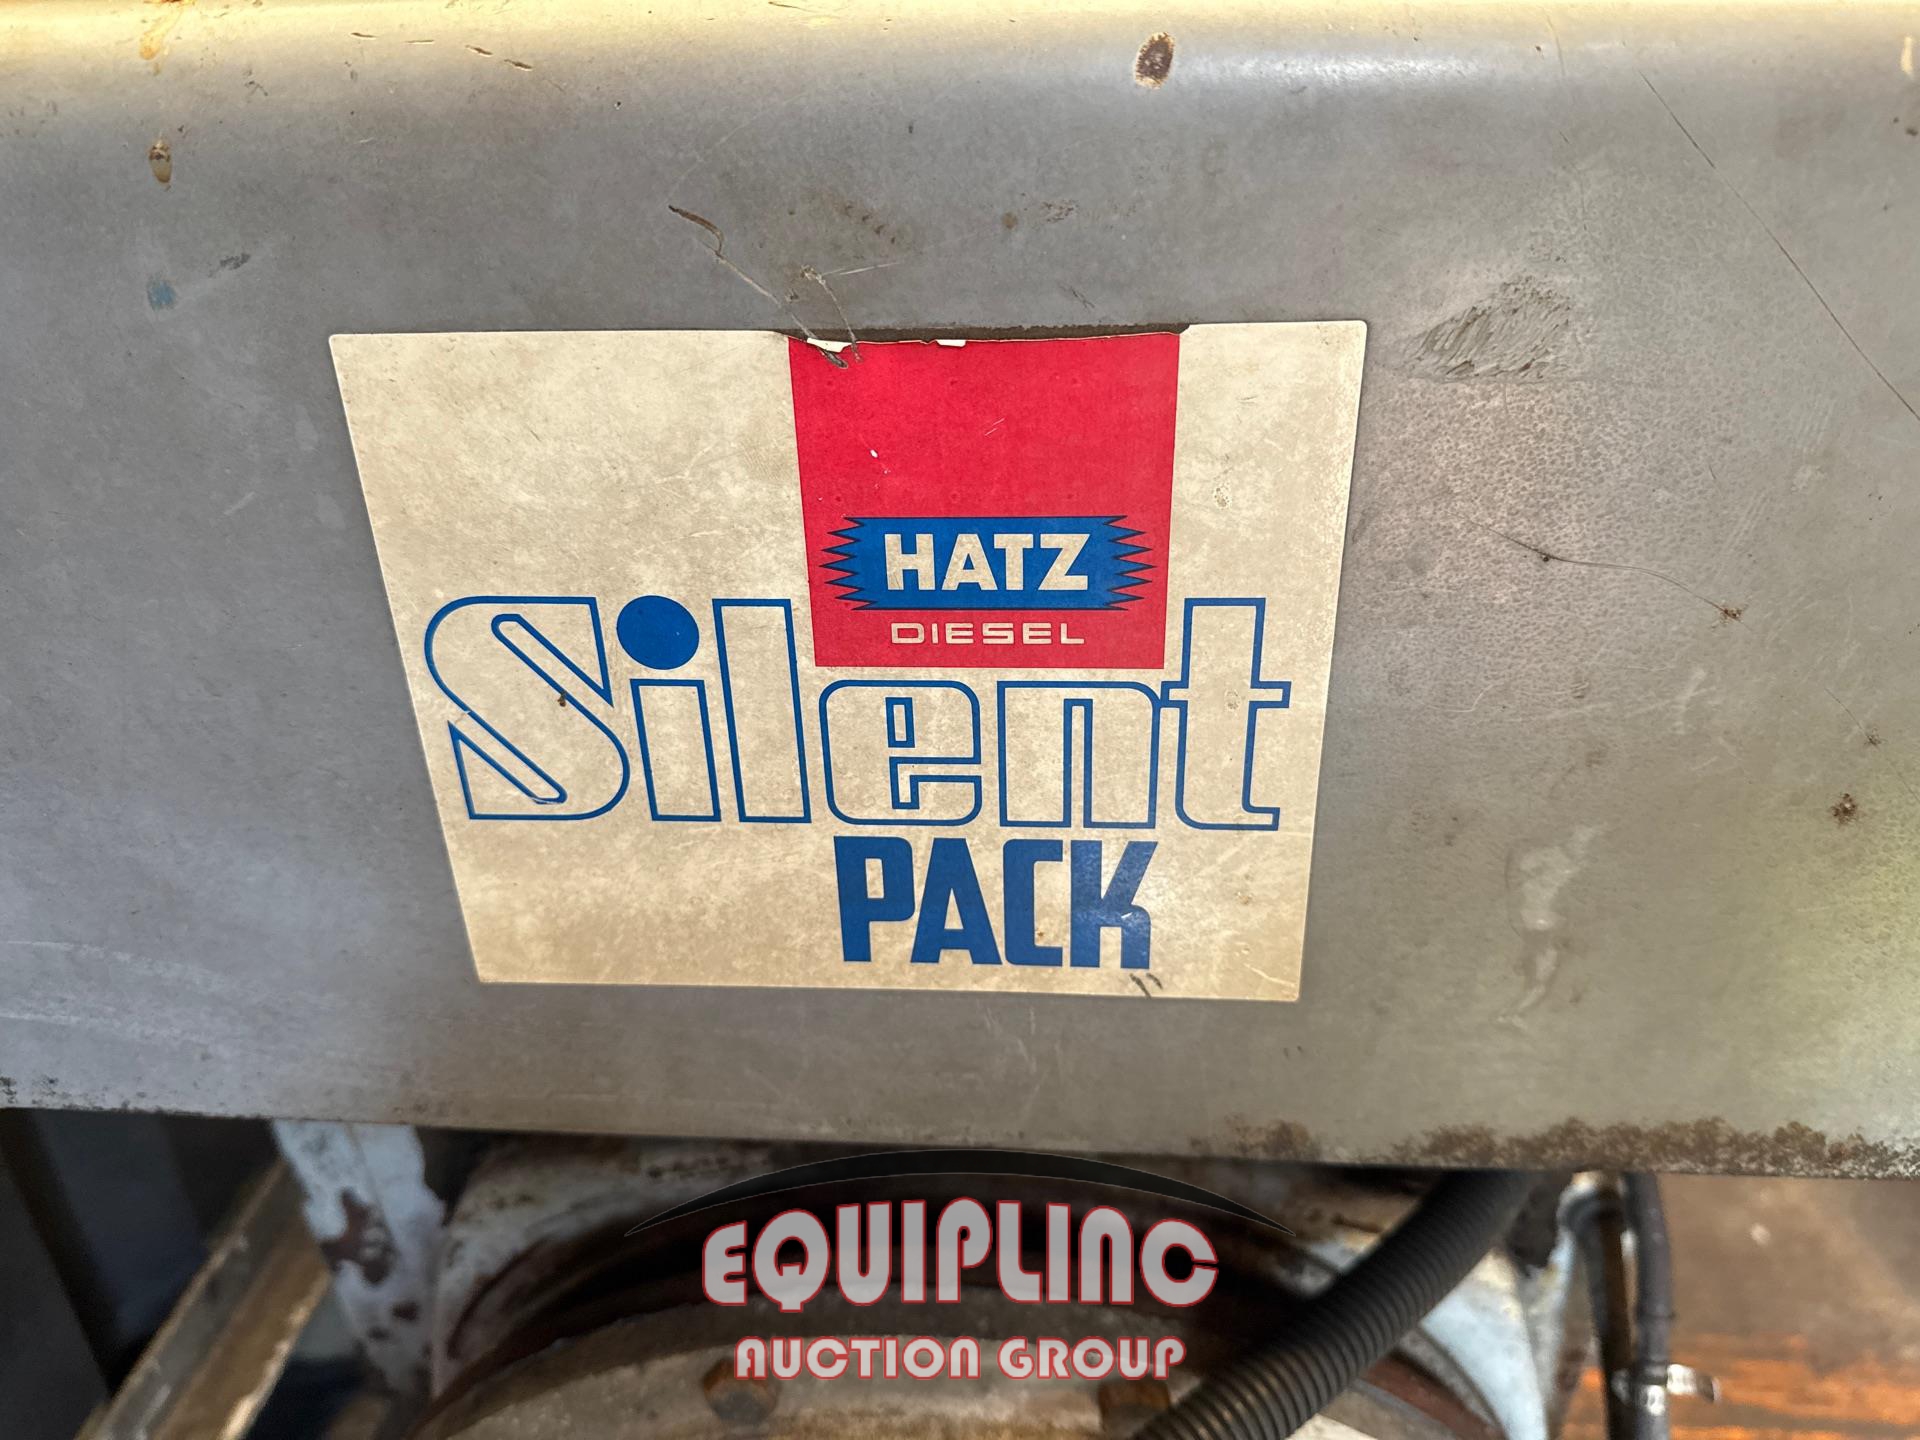 HATZ
DIESEL
Silent
PACK
EQUIPLINC
AUCTION GROUP